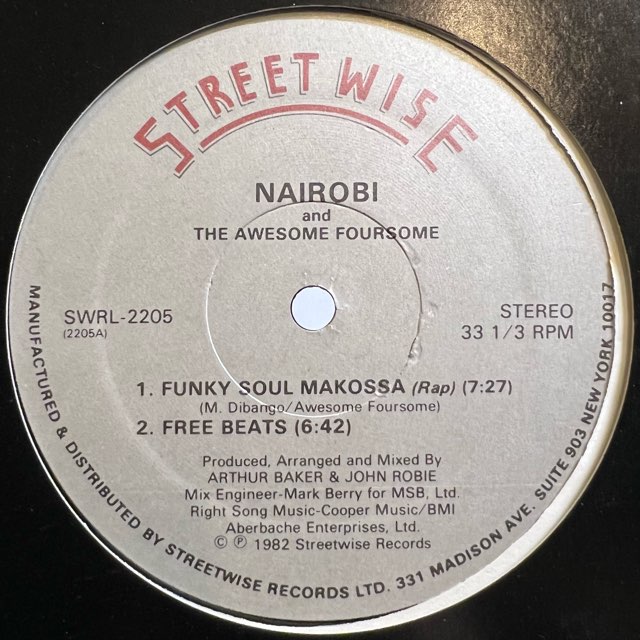 STREETWISE
NAIROBI
and
THE AWESOME FOURSOME
SWRL-2205
(2205A)
STEREO
33 1/3 RPM
1. FUNKY SOUL MAKOSSA (Rap) (7:27)
(M. Dibango/Awesome Foursome)
2. FREE BEATS (6:42)
Produced, Arranged and Mixed By
ARTHUR BAKER & JOHN ROBIE
Mix Engineer-Mark Berry for MSB, Ltd.
Right Song Music-Cooper Music/BMI
Aberbache Enterprises, Ltd.
© ℗ 1982 Streetwise Records
MANUFACTURED & DISTRIBUTED BY STREETWISE RECORDS LTD. 331 MADISON AVE. SUITE 903 NEW YORK 10017